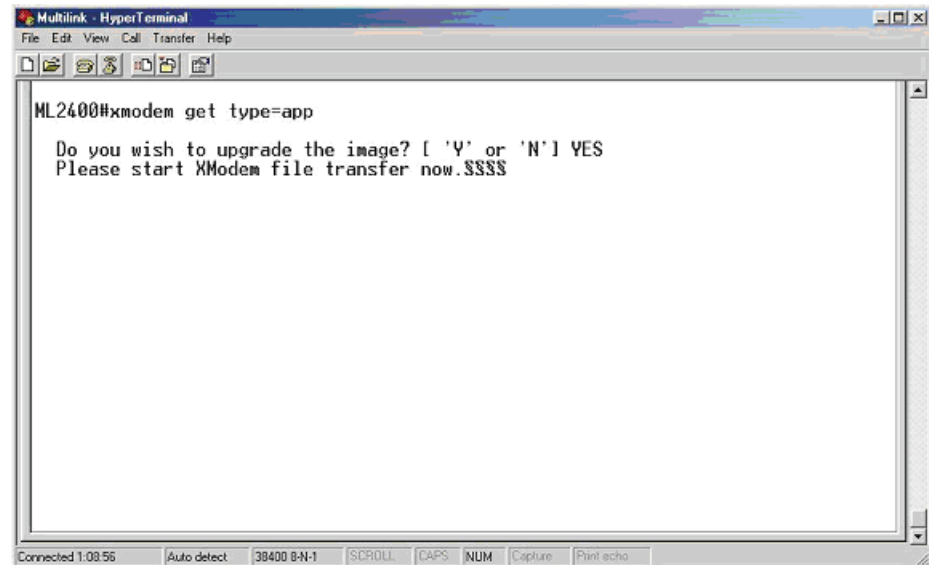 Multilink - HyperTerminal
File Edit View Call Transfer Help
ML2400#xmodem get type=app
Do you wish to upgrade the image? [ 'Y' or 'N'] YES
Please start XModem file transfer now.§§§§
Connected 1:08:56 Auto detect 38400 8-N-1 SCROLL CAPS NUM Capture Print echo